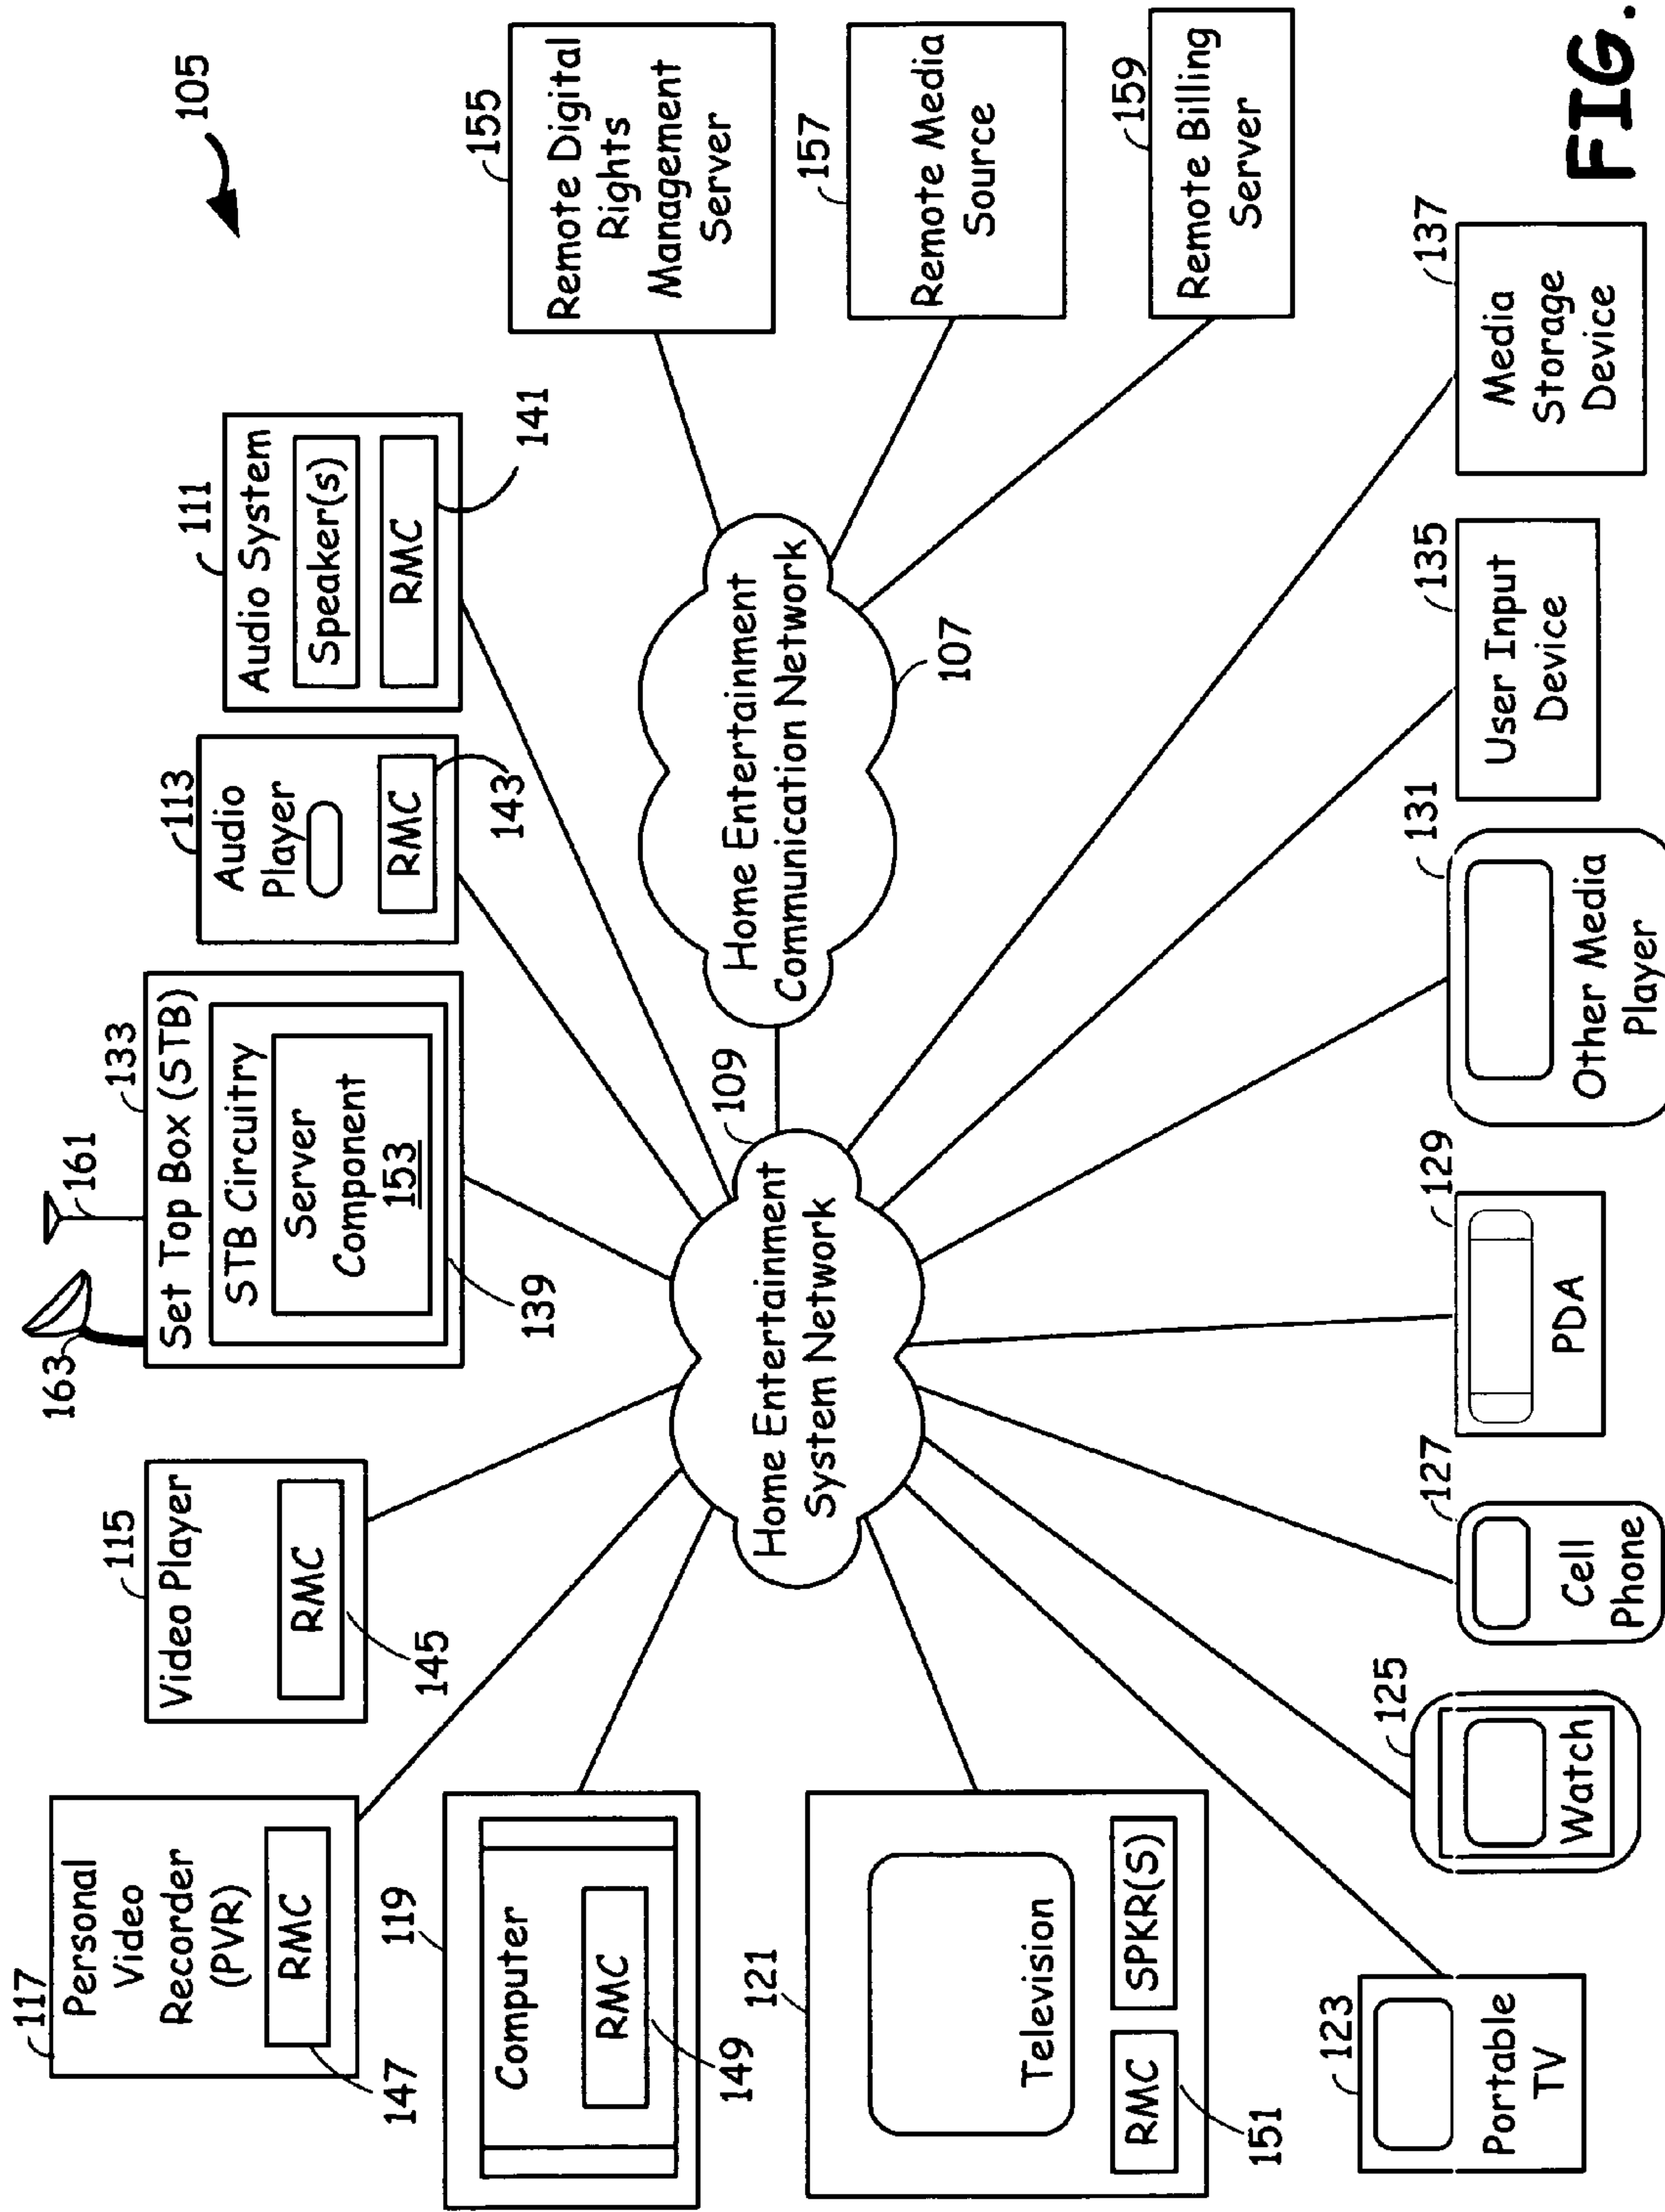 105
117
Personal
Video
Recorder
(PVR)
RMC
147
115
Video Player
RMC
145
163
161
133
Set Top Box (STB)
STB Circuitry
Server
Component
153
139
113
Audio
Player
RMC
143
111
Audio System
Speaker(s)
RMC
141
155
Remote Digital
Rights
Management
Server
157
Remote Media
Source
159
Remote Billing
Server
119
Computer
RMC
149
109
Home Entertainment
System Network
Home Entertainment
Communication Network
107
121
Television
RMC
SPKR(S)
151
123
Portable
TV
125
Watch
127
Cell
Phone
129
PDA
131
Other Media
Player
135
User Input
Device
137
Media
Storage
Device
FIG.